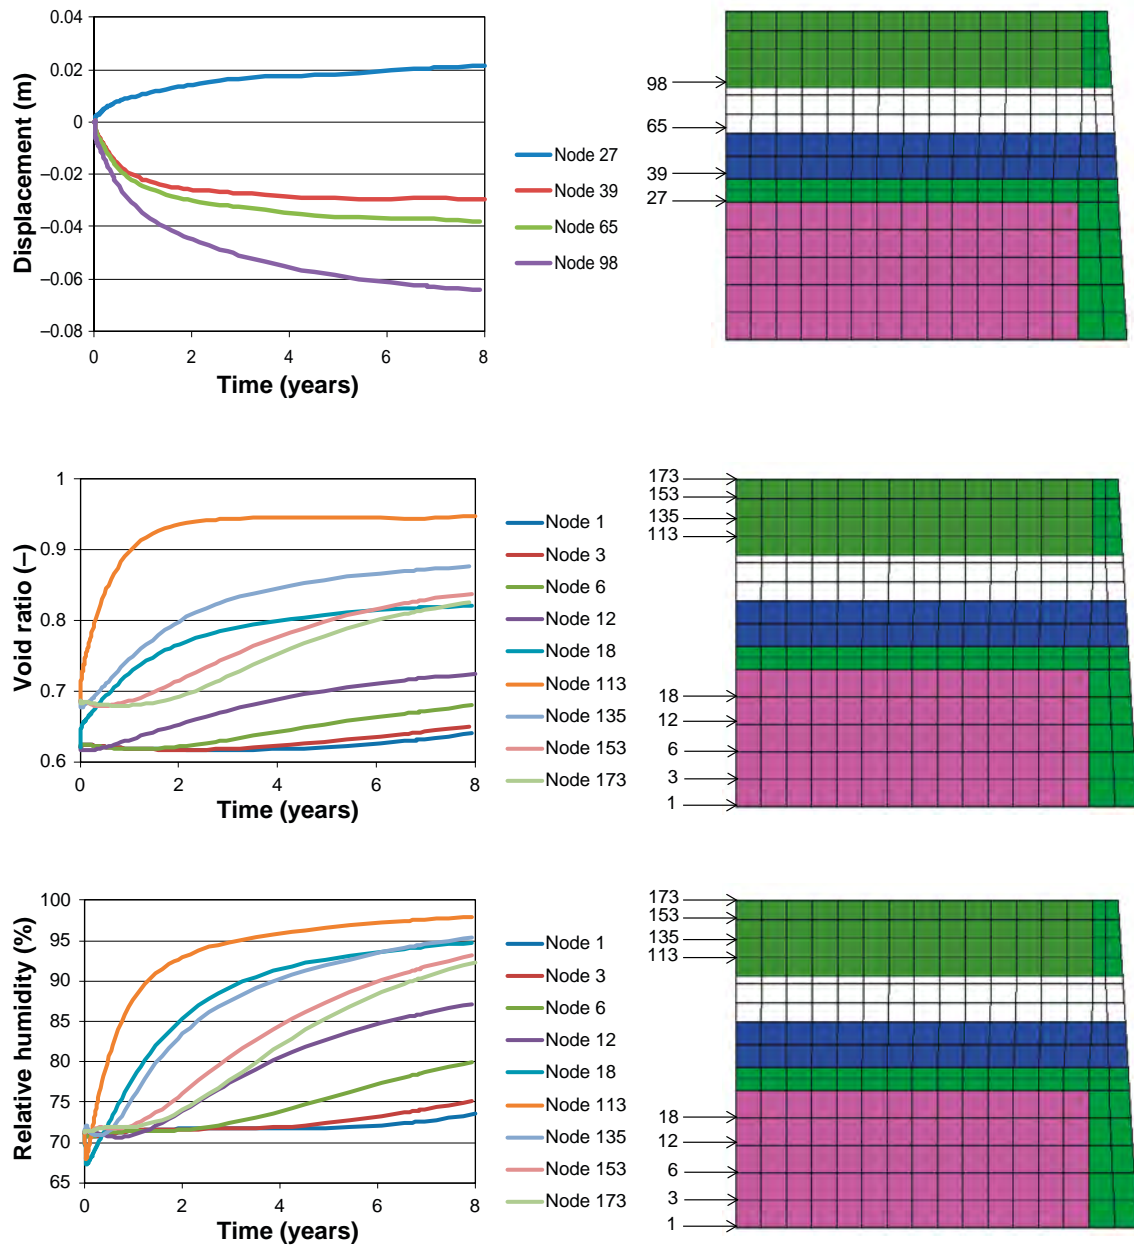 0.04
0.02
0
–0.02
–0.04
–0.06
–0.08
Displacement (m)
0 2 4 6 8
Time (years)
Node 27
Node 39
Node 65
Node 98
98
65
39
27
1
0.9
0.8
0.7
0.6
Void ratio (–)
0 2 4 6 8
Time (years)
Node 1
Node 3
Node 6
Node 12
Node 18
Node 113
Node 135
Node 153
Node 173
173
153
135
113
18
12
6
3
1
100
95
90
85
80
75
70
65
Relative humidity (%)
0 2 4 6 8
Time (years)
Node 1
Node 3
Node 6
Node 12
Node 18
Node 113
Node 135
Node 153
Node 173
173
153
135
113
18
12
6
3
1